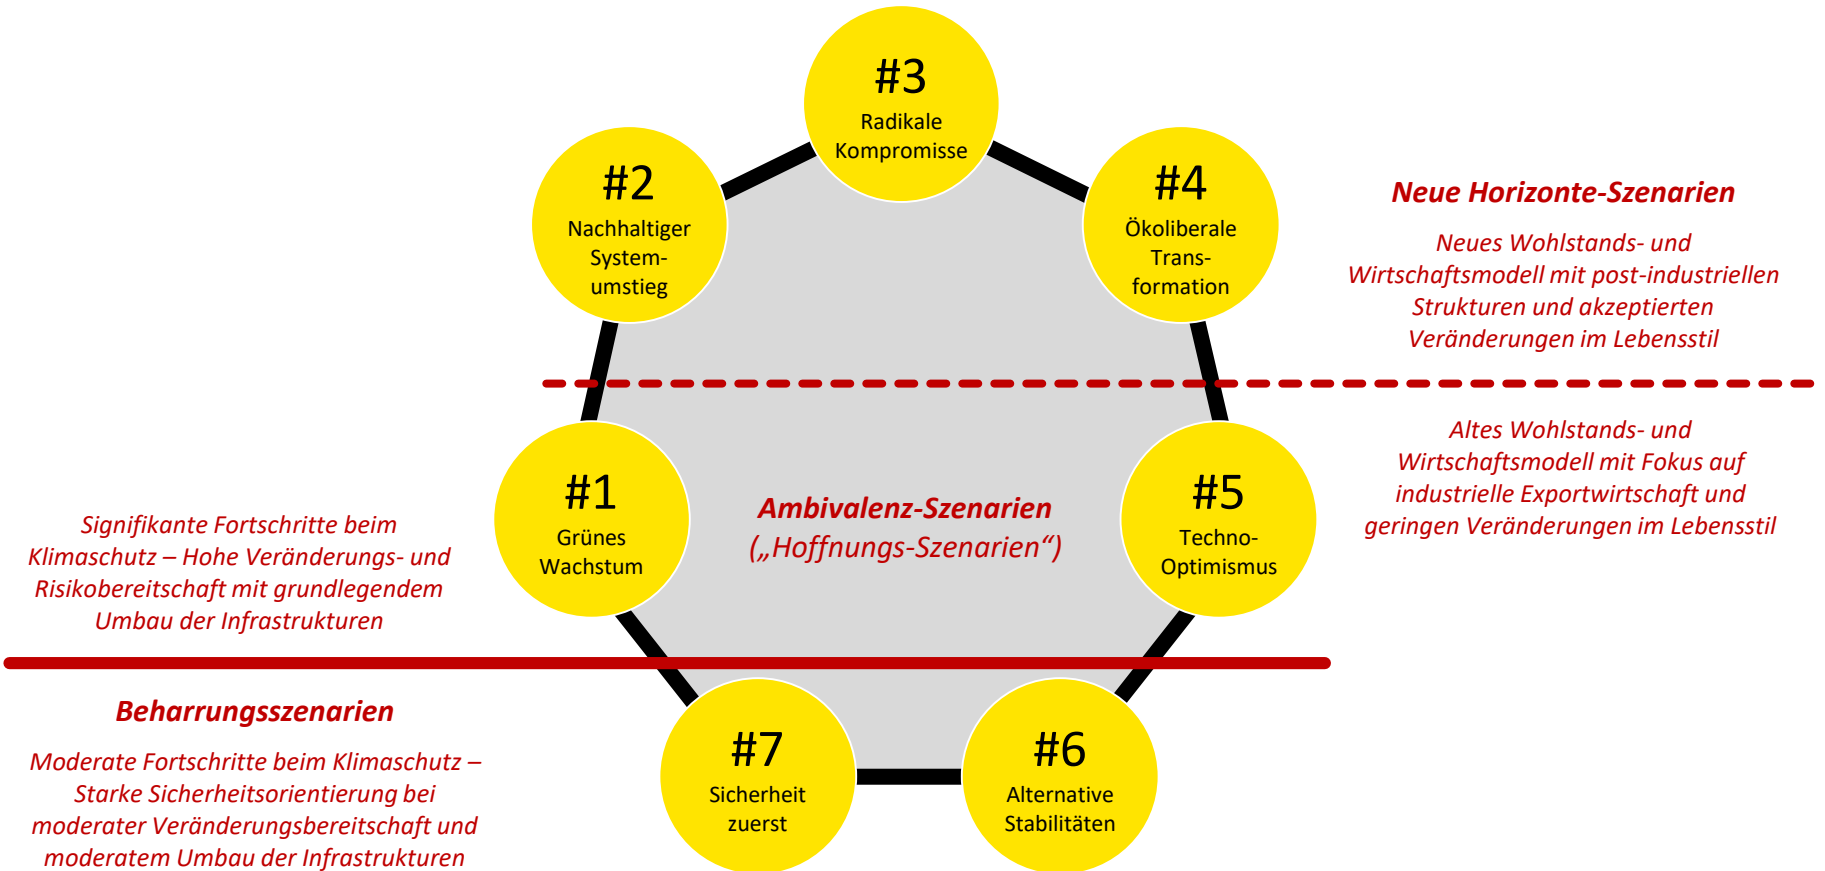 #3
Radikale
Kompromisse
#2
Nachhaltiger
System-
umstieg
#4
Ökoliberale
Trans-
formation
Neue Horizonte-Szenarien
Neues Wohlstands- und
Wirtschaftsmodell mit post-industriellen
Strukturen und akzeptierten
Veränderungen im Lebensstil
Altes Wohlstands- und
Wirtschaftsmodell mit Fokus auf
industrielle Exportwirtschaft und
geringen Veränderungen im Lebensstil
#1
Grünes
Wachstum
Ambivalenz-Szenarien
(„Hoffnungs-Szenarien“)
#5
Techno-
Optimismus
Signifikante Fortschritte beim
Klimaschutz – Hohe Veränderungs- und
Risikobereitschaft mit grundlegendem
Umbau der Infrastrukturen
Beharrungsszenarien
Moderate Fortschritte beim Klimaschutz –
Starke Sicherheitsorientierung bei
moderater Veränderungsbereitschaft und
moderatem Umbau der Infrastrukturen
#7
Sicherheit
zuerst
#6
Alternative
Stabilitäten